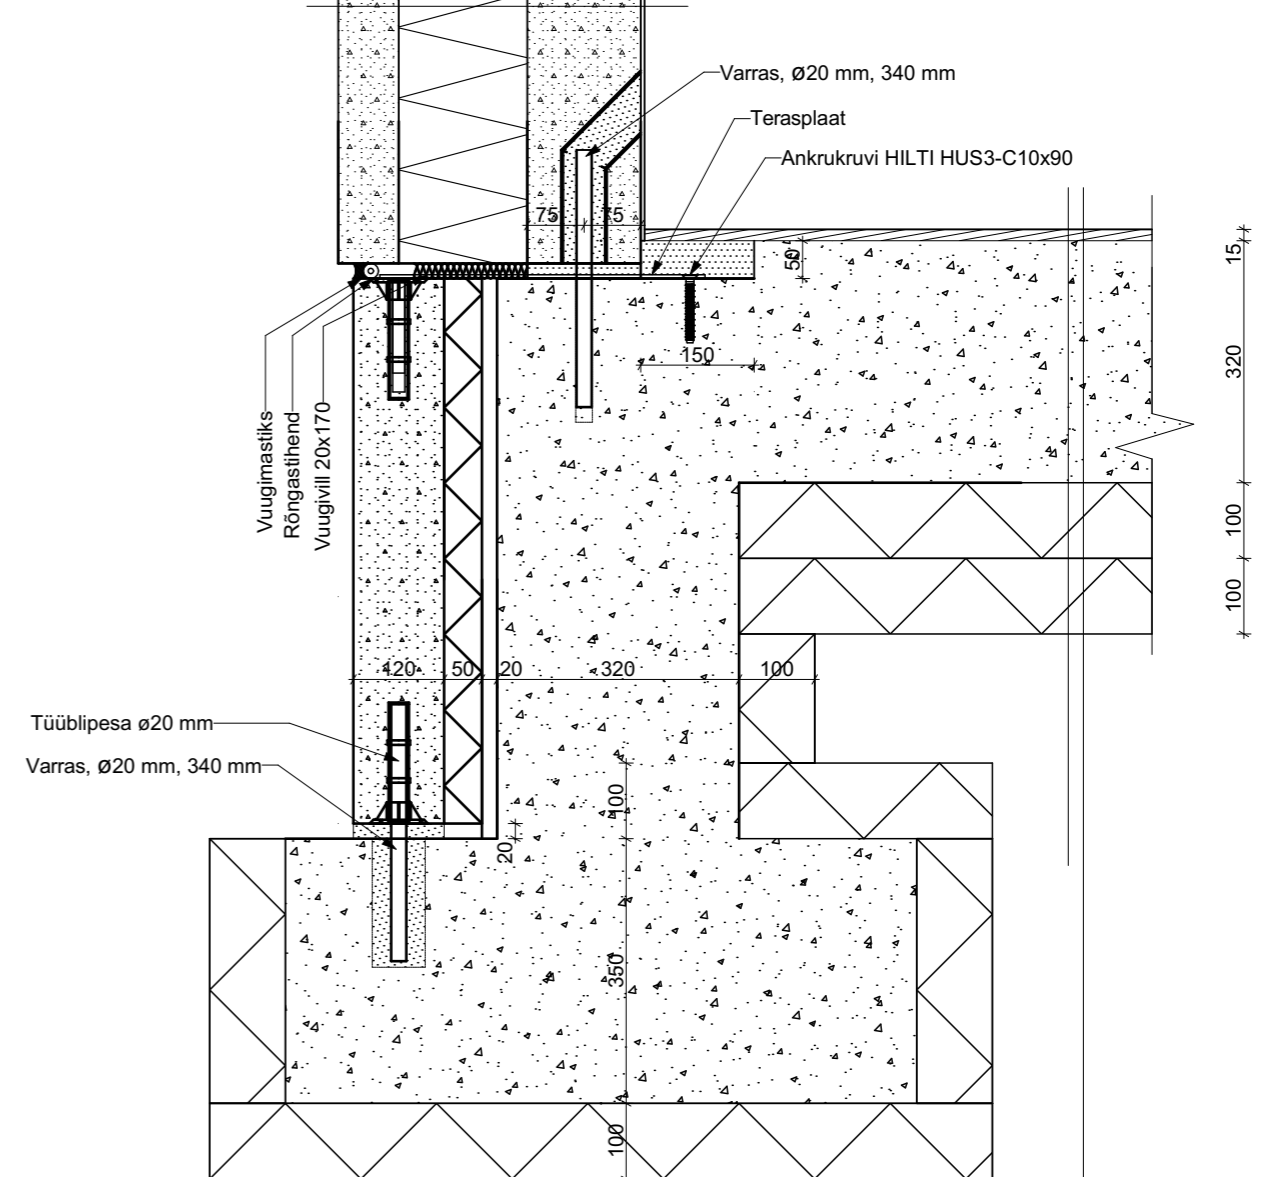 Varras, Ø20 mm, 340 mm
Terasplaat
Ankrukruvi HILTI HUS3-C10x90
75
75
50
15
150
320
Vuugimastiks
Rõngastihend
Vuugivill 20x170
100
100
120
50
20
320
100
Tüüblipesa ø20 mm
Varras, Ø20 mm, 340 mm
100
20
350
100